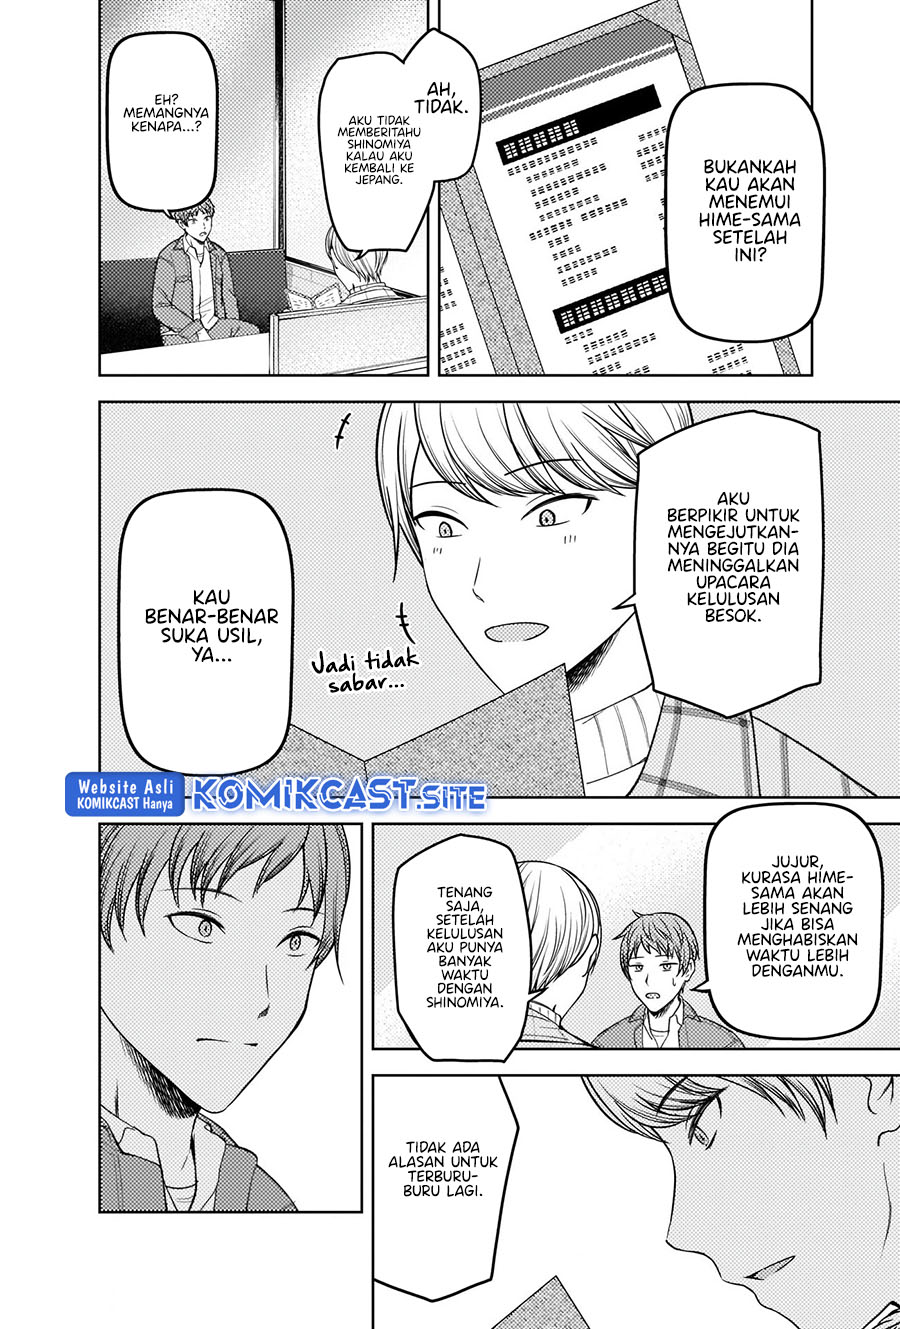 BUKANKAH
KAU AKAN
MENEMUI
HIME-SAMA
SETELAH
INI?
AH,
TIDAK.
AKU TIDAK
MEMBERITAHU
SHINOMIYA
KALAU AKU
KEMBALI KE
JEPANG.
EH?
MEMANGNYA
KENAPA...?
AKU
BERPIKIR UNTUK
MENGEJUTKAN-
NYA BEGITU DIA
MENINGGALKAN
UPACARA
KELULUSAN
BESOK.
Jadi tidak
sabar...
KAU
BENAR-BENAR
SUKA USIL,
YA...
Website Asli
KOMIKCAST Hanya
KOMIKCAST.SITE
JUJUR,
KURASA HIME-
SAMA AKAN
LEBIH SENANG
JIKA BISA
MENGHABISKAN
WAKTU LEBIH
DENGANMU.
TENANG
SAJA,
SETELAH
KELULUSAN
AKU PUNYA
BANYAK
WAKTU
DENGAN
SHINOMIYA.
TIDAK ADA
ALASAN UNTUK
TERBURU-
BURU LAGI.